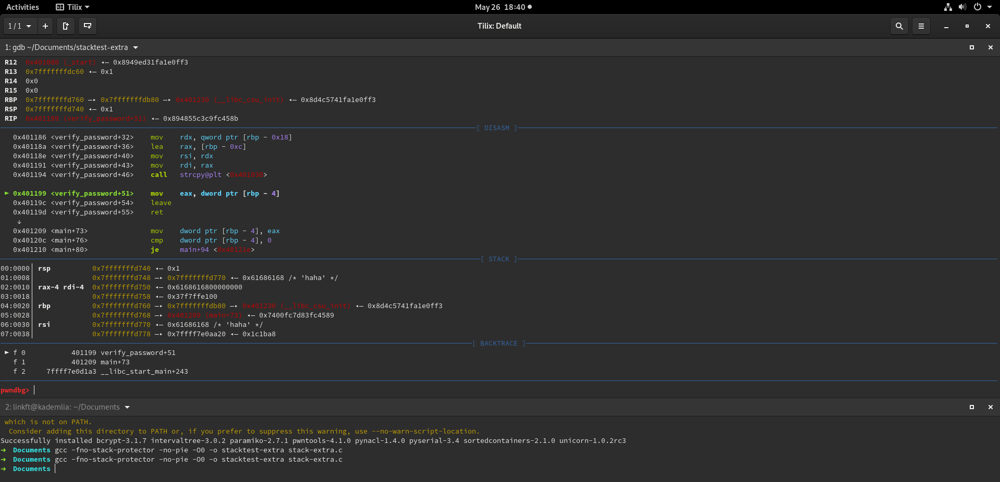 Activities Tilix May 26 18:40
1 / 1 Tilix: Default
1: gdb ~/Documents/stacktest-extra
R12 0x401080 (_start) ◂— 0x8949ed31fa1e0ff3
R13 0x7fffffffdc60 ◂— 0x1
R14 0x0
R15 0x0
RBP 0x7fffffffd760 —▸ 0x7fffffffdb80 —▸ 0x401230 (__libc_csu_init) ◂— 0x8d4c5741fa1e0ff3
RSP 0x7fffffffd740 ◂— 0x1
RIP 0x401199 (verify_password+51) ◂— 0x894855c3c9fc458b
[ DISASM ]
0x401186 <verify_password+32> mov rdx, qword ptr [rbp - 0x18]
0x40118a <verify_password+36> lea rax, [rbp - 0xc]
0x40118e <verify_password+40> mov rsi, rdx
0x401191 <verify_password+43> mov rdi, rax
0x401194 <verify_password+46> call strcpy@plt <0x401030>
► 0x401199 <verify_password+51> mov eax, dword ptr [rbp - 4]
0x40119c <verify_password+54> leave
0x40119d <verify_password+55> ret
↓
0x401209 <main+73> mov dword ptr [rbp - 4], eax
0x40120c <main+76> cmp dword ptr [rbp - 4], 0
0x401210 <main+80> je main+94 <0x40121e>
[ STACK ]
00:0000│ rsp 0x7fffffffd740 ◂— 0x1
01:0008│ 0x7fffffffd748 —▸ 0x7fffffffd770 ◂— 0x61686168 /* 'haha' */
02:0010│ rax-4 rdi-4 0x7fffffffd750 ◂— 0x6168616800000000
03:0018│ 0x7fffffffd758 ◂— 0x37f7ffe100
04:0020│ rbp 0x7fffffffd760 —▸ 0x7fffffffdb80 —▸ 0x401230 (__libc_csu_init) ◂— 0x8d4c5741fa1e0ff3
05:0028│ 0x7fffffffd768 —▸ 0x401209 (main+73) ◂— 0x7400fc7d83fc4589
06:0030│ rsi 0x7fffffffd770 ◂— 0x61686168 /* 'haha' */
07:0038│ 0x7fffffffd778 —▸ 0x7ffff7e0aa20 ◂— 0x1c1ba8
[ BACKTRACE ]
► f 0 401199 verify_password+51
f 1 401209 main+73
f 2 7ffff7e0d1a3 __libc_start_main+243
pwndbg>
2: linkft@kademlia: ~/Documents
which is not on PATH.
Consider adding this directory to PATH or, if you prefer to suppress this warning, use --no-warn-script-location.
Successfully installed bcrypt-3.1.7 intervaltree-3.0.2 paramiko-2.7.1 pwntools-4.1.0 pynacl-1.4.0 pyserial-3.4 sortedcontainers-2.1.0 unicorn-1.0.2rc3
→ Documents gcc -fno-stack-protector -no-pie -O0 -o stacktest-extra stack-extra.c
→ Documents gcc -fno-stack-protector -no-pie -O0 -o stacktest-extra stack-extra.c
→ Documents